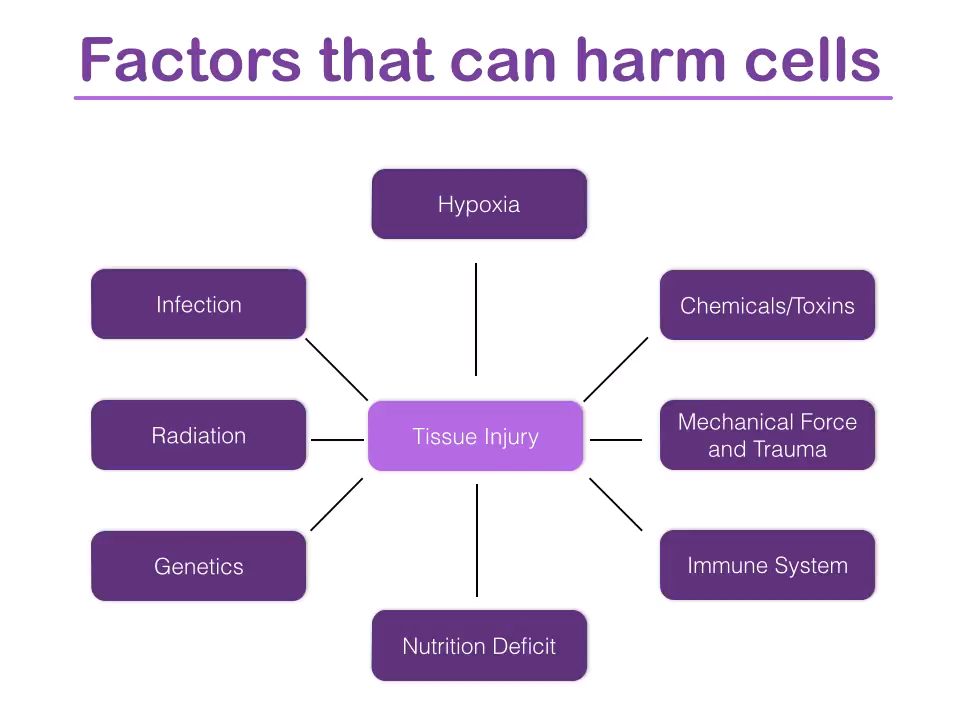 Factors that can harm cells
Hypoxia
Infection
Chemicals/Toxins
Radiation
Tissue Injury
Mechanical Force
and Trauma
Genetics
Immune System
Nutrition Deficit